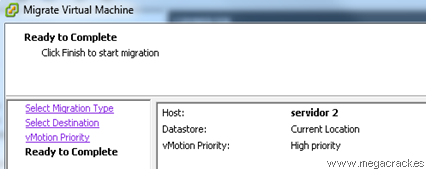 Migrate Virtual Machine
Ready to Complete
Click Finish to start migration
Select Migration Type
Select Destination
vMotion Priority
Ready to Complete
Host: servidor 2
Datastore: Current Location
vMotion Priority: High priority
www.megacrack.es